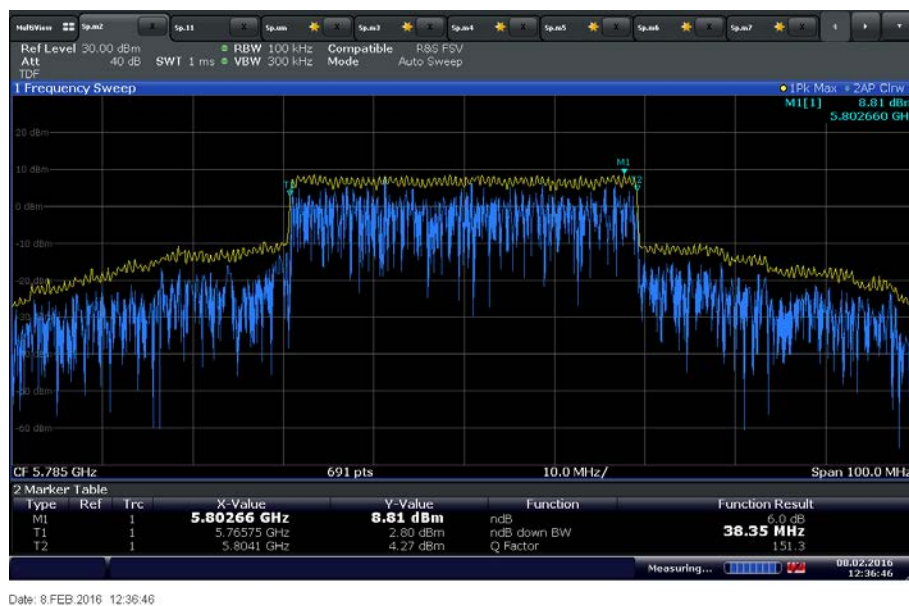 MultiView Sp.m2 X Sp.11 X Sp.um X Sp.m3 X Sp.m4 X Sp.m5 X Sp.m6 X Sp.m7 X
Ref Level 30.00 dBm RBW 100 kHz Compatible R&S FSV
Att 40 dB SWT 1 ms VBW 300 kHz Mode Auto Sweep
TDF
1 Frequency Sweep 1Pk Max 2AP Clrw
M1[1] 8.81 dBm
5.802660 GH
20 dBm
10 dBm
M1
T2
0 dBm
-10 dBm
-20 dBm
-60 dBm
CF 5.785 GHz 691 pts 10.0 MHz/ Span 100.0 MHz
2 Marker Table
Type Ref Trc X-Value Y-Value Function Function Result
M1 1 5.80266 GHz 8.81 dBm ndB 6.0 dB
T1 1 5.76575 GHz 2.80 dBm ndB down BW 38.35 MHz
T2 1 5.8041 GHz 4.27 dBm Q Factor 151.3
Measuring... 08.02.2016
12:36:46
Date: 8.FEB.2016 12:36:46